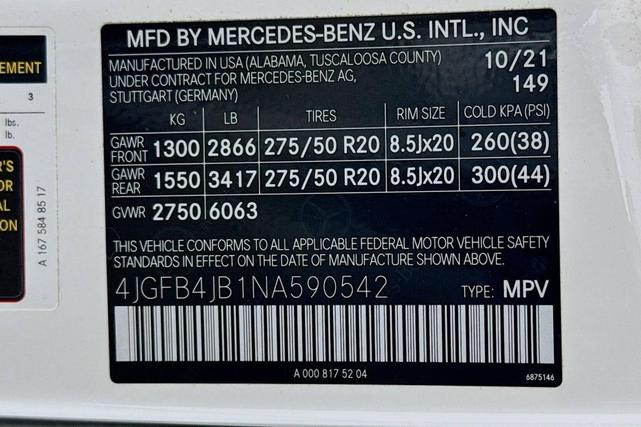 EMENT
3
lbs.
lb.
R'S
OR
AL
ION
A 167 584 85 17
MFD BY MERCEDES-BENZ U.S. INTL., INC
MANUFACTURED IN USA (ALABAMA, TUSCALOOSA COUNTY) 10/21
UNDER CONTRACT FOR MERCEDES-BENZ AG, 149
STUTTGART (GERMANY)
KG LB TIRES RIM SIZE COLD KPA(PSI)
GAWR FRONT 1300 2866 275/50 R20 8.5Jx20 260(38)
GAWR REAR 1550 3417 275/50 R20 8.5Jx20 300(44)
GVWR 2750 6063
THIS VEHICLE CONFORMS TO ALL APPLICABLE FEDERAL MOTOR VEHICLE SAFETY
STANDARDS IN EFFECT ON THE DATE OF MANUFACTURE SHOWN ABOVE.
4JGFB4JB1NA590542 TYPE: MPV
A 000 817 52 04
6875146